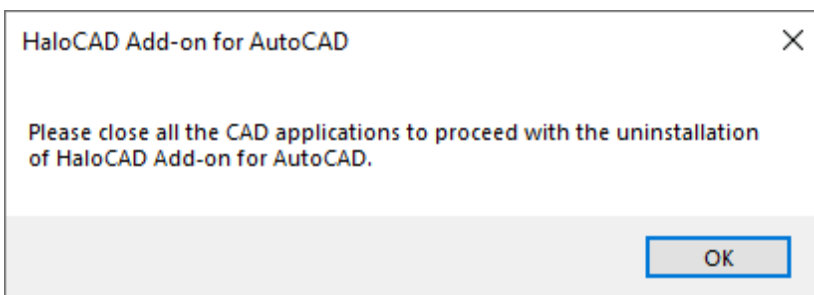 HaloCAD Add-on for AutoCAD
Please close all the CAD applications to proceed with the uninstallation
of HaloCAD Add-on for AutoCAD.
OK